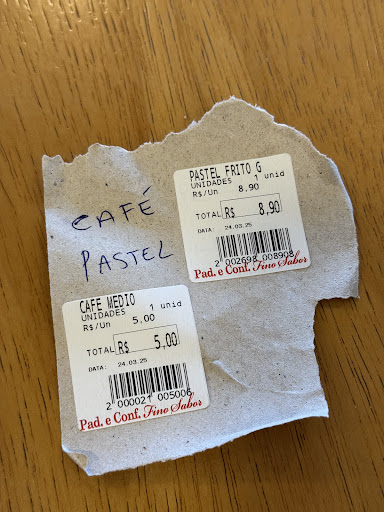 CAFÉ
PASTEL
PASTEL FRITO G
UNIDADES 1 unid
R$/Un 8,90
TOTAL R$ 8,90
DATA: 24.03.25
2 002693 008908
Pad. e Conf. Fino Sabor
CAFE MEDIO
UNIDADES 1 unid
R$/Un 5,00
TOTAL R$ 5,00
DATA: 24.03.25
2 000021 005006
Pad. e Conf. Fino Sabor